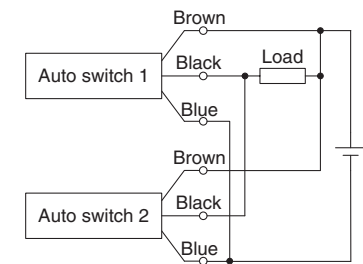 Brown
Auto switch 1
Black
Load
Blue
Brown
Auto switch 2
Black
Blue